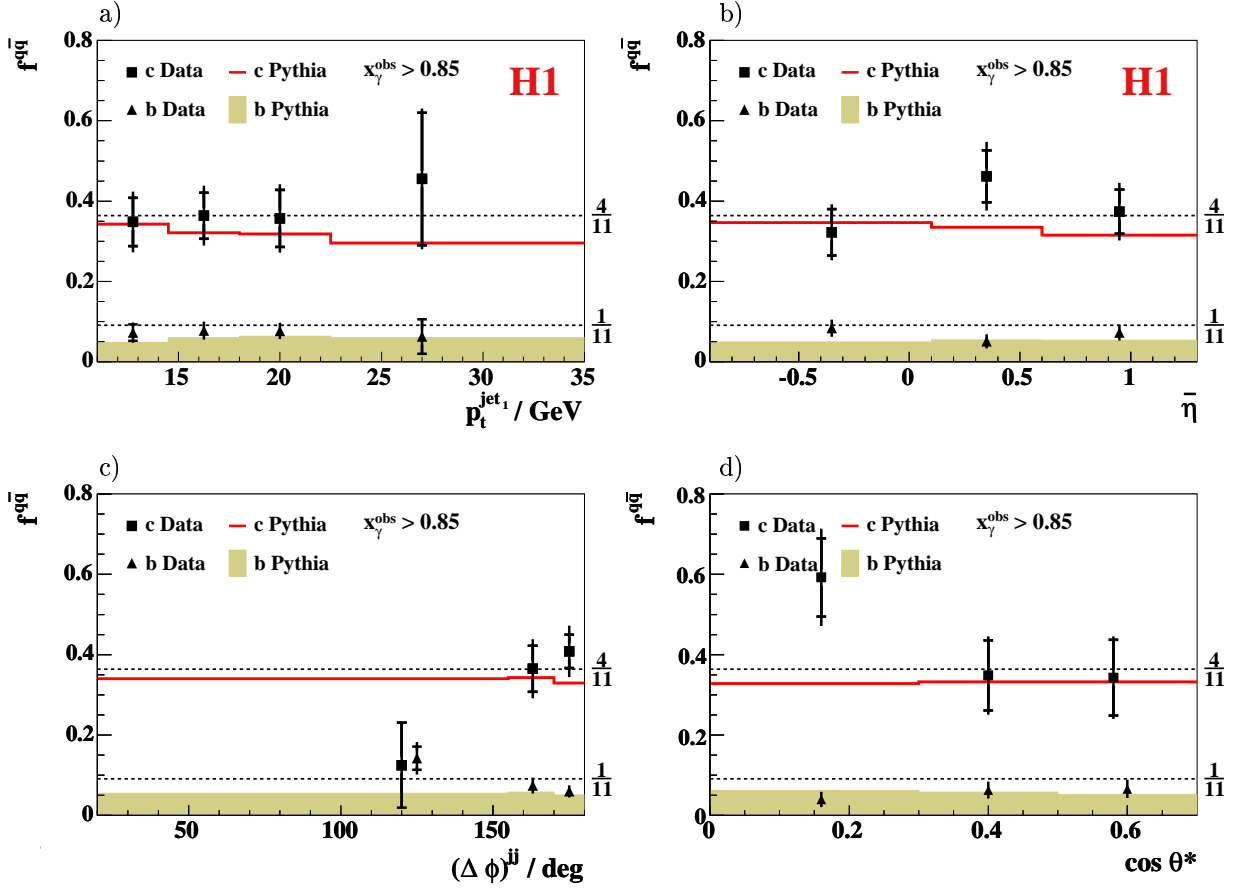 a)
f^qq̅
0.8
0.6
0.4
0.2
0
c Data
c Pythia
x_γ^obs > 0.85
b Data
b Pythia
H1
4/11
1/11
15 20 25 30 35
p_t^jet_1 / GeV
b)
f^qq̅
0.8
0.6
0.4
0.2
0
c Data
c Pythia
x_γ^obs > 0.85
b Data
b Pythia
H1
4/11
1/11
-0.5 0 0.5 1
η̅
c)
f^qq̅
0.8
0.6
0.4
0.2
0
c Data
c Pythia
x_γ^obs > 0.85
b Data
b Pythia
4/11
1/11
50 100 150
(Δ ϕ)^jj / deg
d)
f^qq̅
0.8
0.6
0.4
0.2
0
c Data
c Pythia
x_γ^obs > 0.85
b Data
b Pythia
4/11
1/11
0 0.2 0.4 0.6
cos θ*